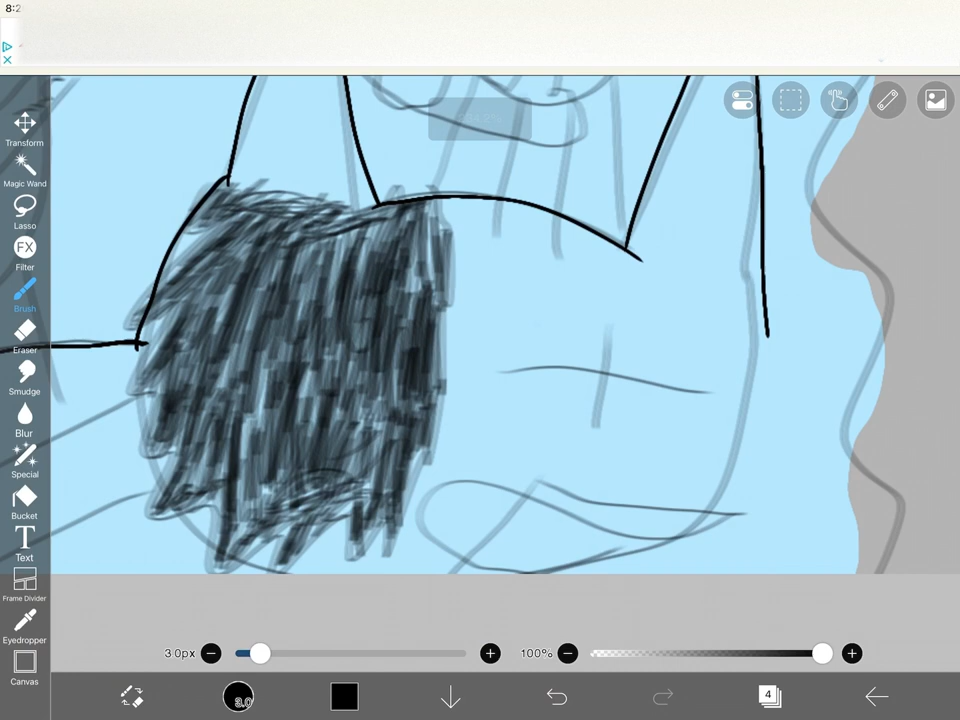 8:2
Transform
Magic Wand
Lasso
FX
Filter
Brush
Eraser
Smudge
Blur
Special
Bucket
T
Text
Frame Divider
Eyedropper
Canvas
3.0px
100%
3.0
4